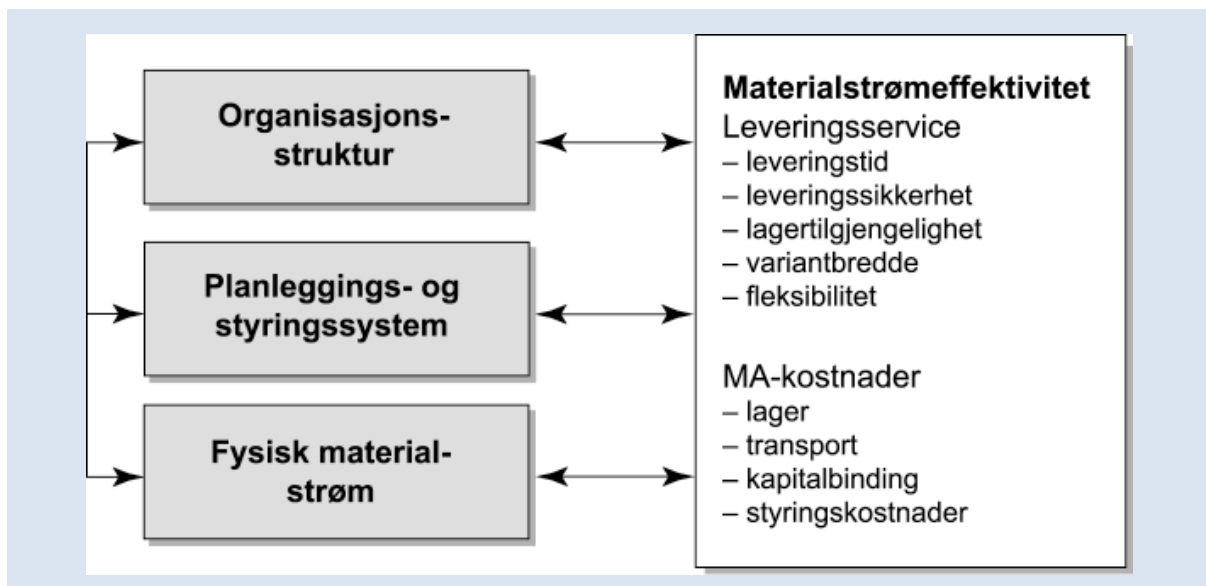 Organisasjons-
struktur
Planleggings- og
styringssystem
Fysisk material-
strøm
Materialstrømeffektivitet
Leveringsservice
– leveringstid
– leveringssikkerhet
– lagertilgjengelighet
– variantbredde
– fleksibilitet
MA-kostnader
– lager
– transport
– kapitalbinding
– styringskostnader